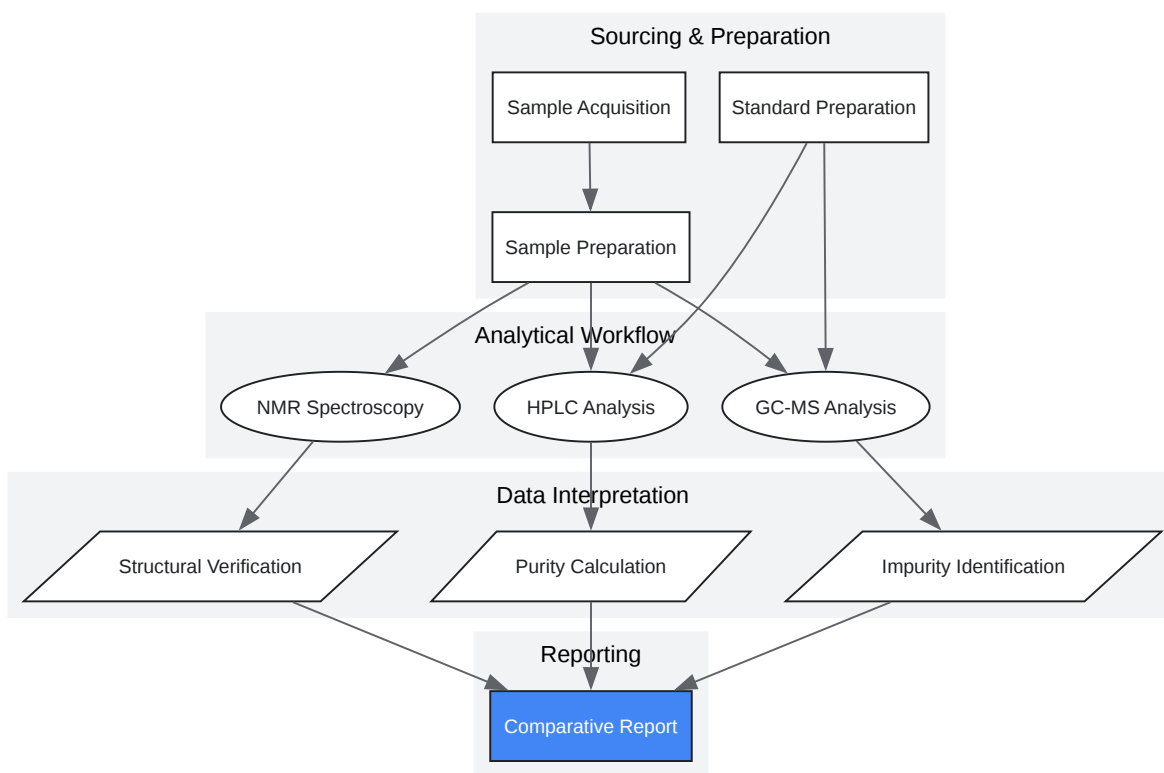 Sourcing & Preparation
Sample Acquisition
Standard Preparation
Sample Preparation
Analytical Workflow
NMR Spectroscopy
HPLC Analysis
GC-MS Analysis
Data Interpretation
Structural Verification
Purity Calculation
Impurity Identification
Reporting
Comparative Report